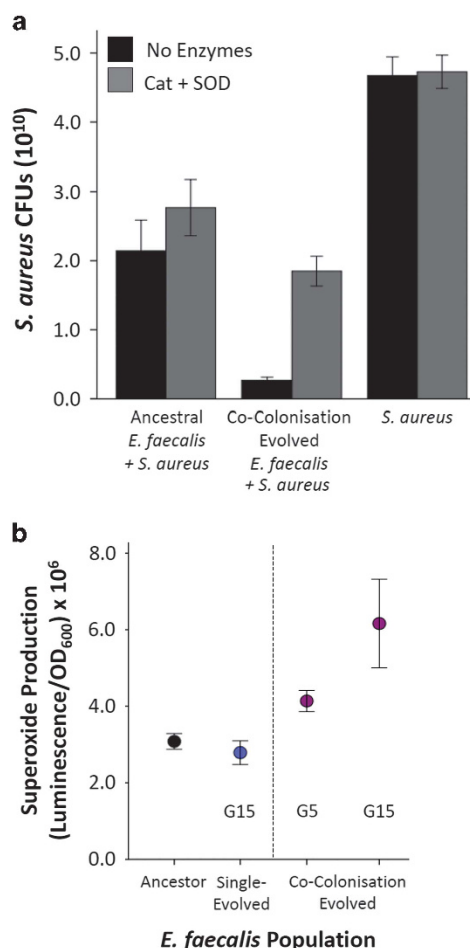 a
No Enzymes
Cat + SOD
S. aureus CFUs (10¹⁰)
5.0
4.0
3.0
2.0
1.0
0.0
Ancestral
E. faecalis
+ S. aureus
Co-Colonisation
Evolved
E. faecalis
+ S. aureus
S. aureus
b
Superoxide Production
(Luminescence/OD₆₀₀) x 10⁶
8.0
6.0
4.0
2.0
0.0
G15
G5
G15
Ancestor
Single-
Evolved
Co-Colonisation
Evolved
E. faecalis Population